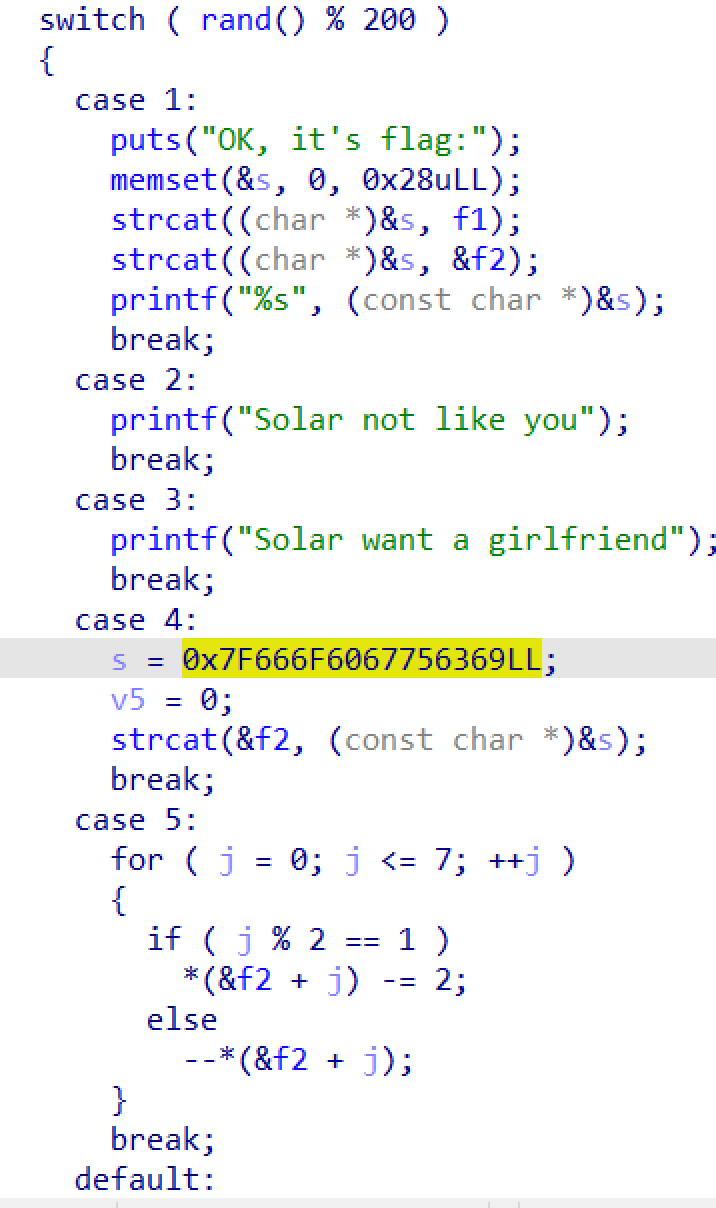 switch ( rand() % 200 )
{
case 1:
puts("OK, it's flag:");
memset(&s, 0, 0x28uLL);
strcat((char *)&s, f1);
strcat((char *)&s, &f2);
printf("%s", (const char *)&s);
break;
case 2:
printf("Solar not like you");
break;
case 3:
printf("Solar want a girlfriend");
break;
case 4:
s = 0x7F666F6067756369LL;
v5 = 0;
strcat(&f2, (const char *)&s);
break;
case 5:
for ( j = 0; j <= 7; ++j )
{
if ( j % 2 == 1 )
*(&f2 + j) -= 2;
else
--*(&f2 + j);
}
break;
default: